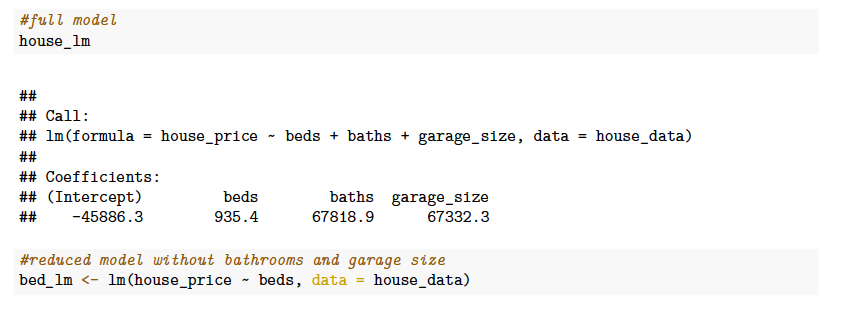 #full model
house_lm
##
## Call:
## lm(formula = house_price ~ beds + baths + garage_size, data = house_data)
##
## Coefficients:
## (Intercept)         beds        baths  garage_size
##    -45886.3        935.4      67818.9      67332.3
#reduced model without bathrooms and garage size
bed_lm <- lm(house_price ~ beds, data = house_data)